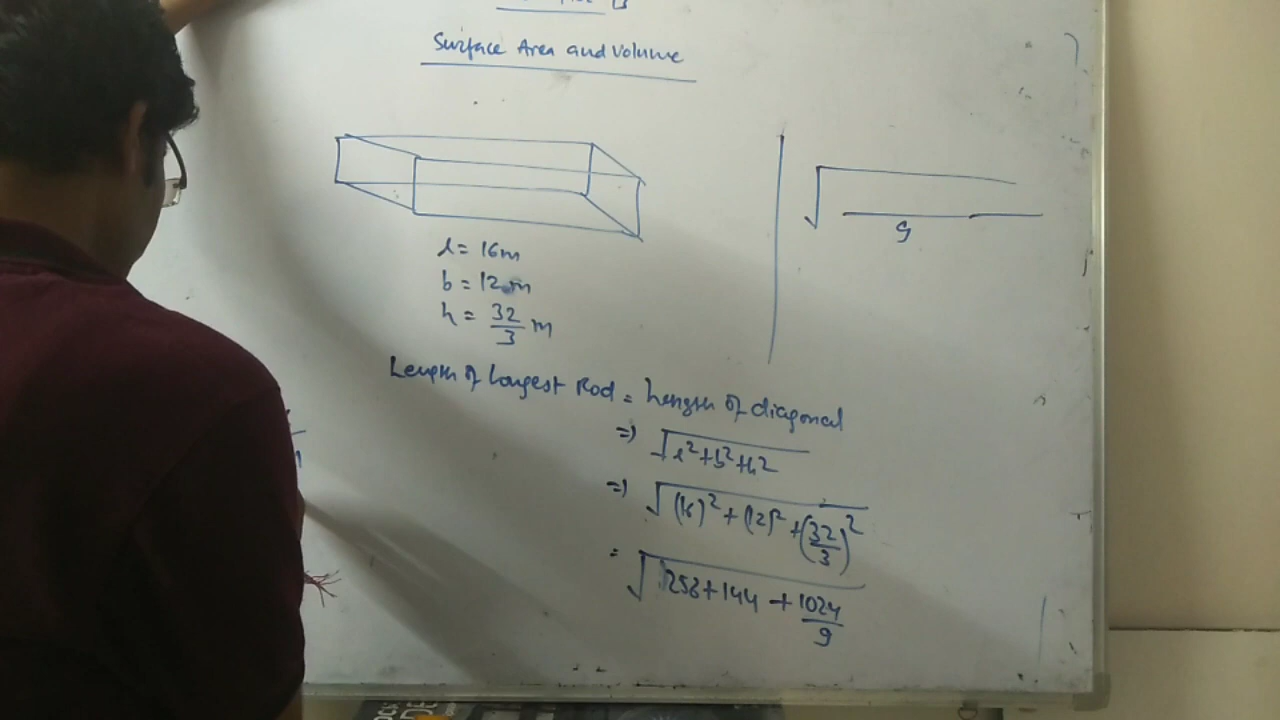 Surface Area and Volume
l = 16m
b = 12m
h = 32/3 m
Length of Longest Rod = Length of diagonal
=) √l²+b²+h²
=) √(16)²+(12)²+(32/3)²
= √256+144+1024/9
√ /9